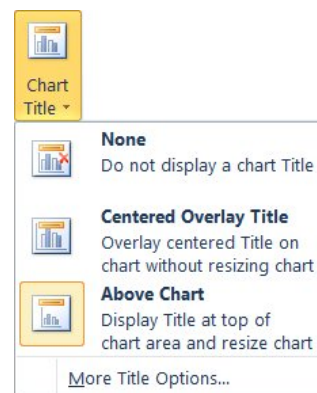 Chart
Title
None
Do not display a chart Title
Centered Overlay Title
Overlay centered Title on
chart without resizing chart
Above Chart
Display Title at top of
chart area and resize chart
More Title Options...